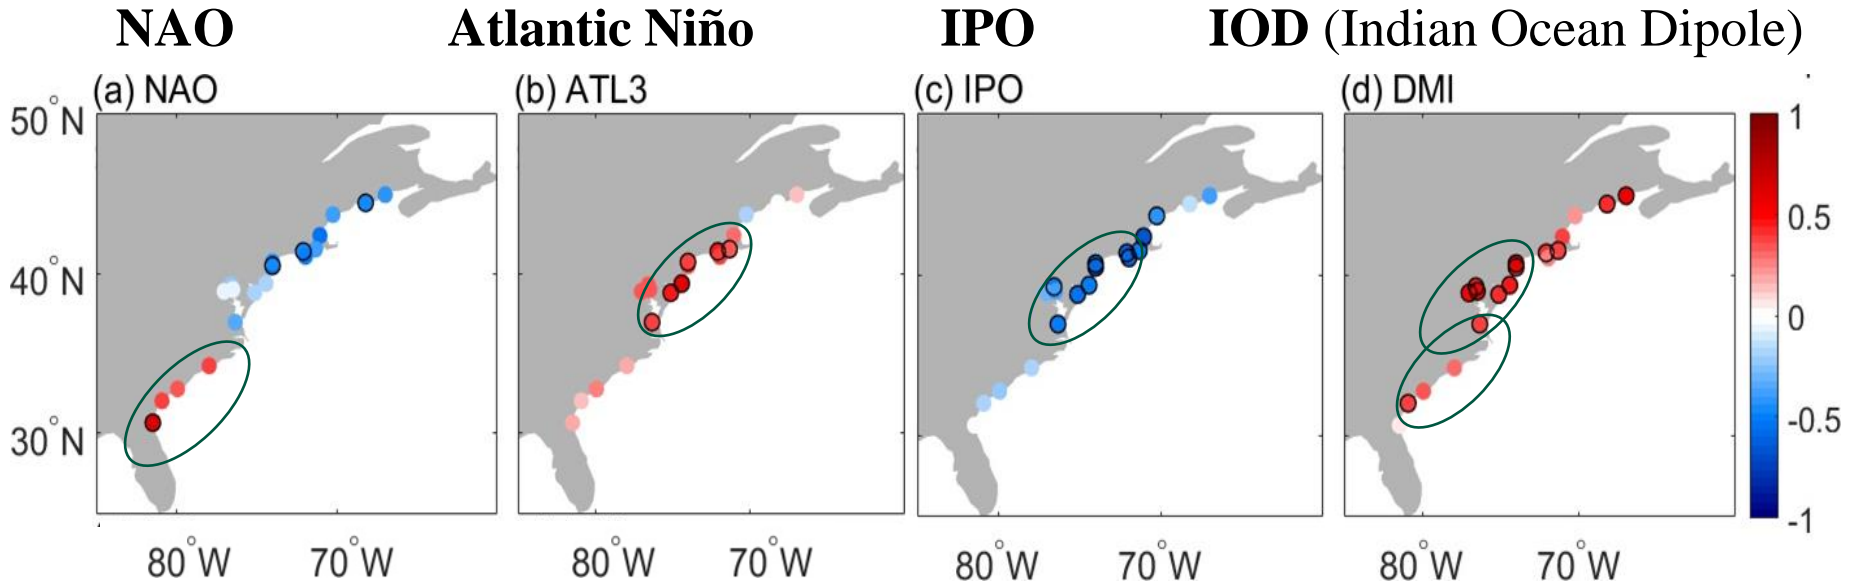 NAO Atlantic Niño IPO IOD (Indian Ocean Dipole)
(a) NAO (b) ATL3 (c) IPO (d) DMI
50°N
40°N
30°N
1
0.5
0
-0.5
-1
80°W 70°W 80°W 70°W 80°W 70°W 80°W 70°W